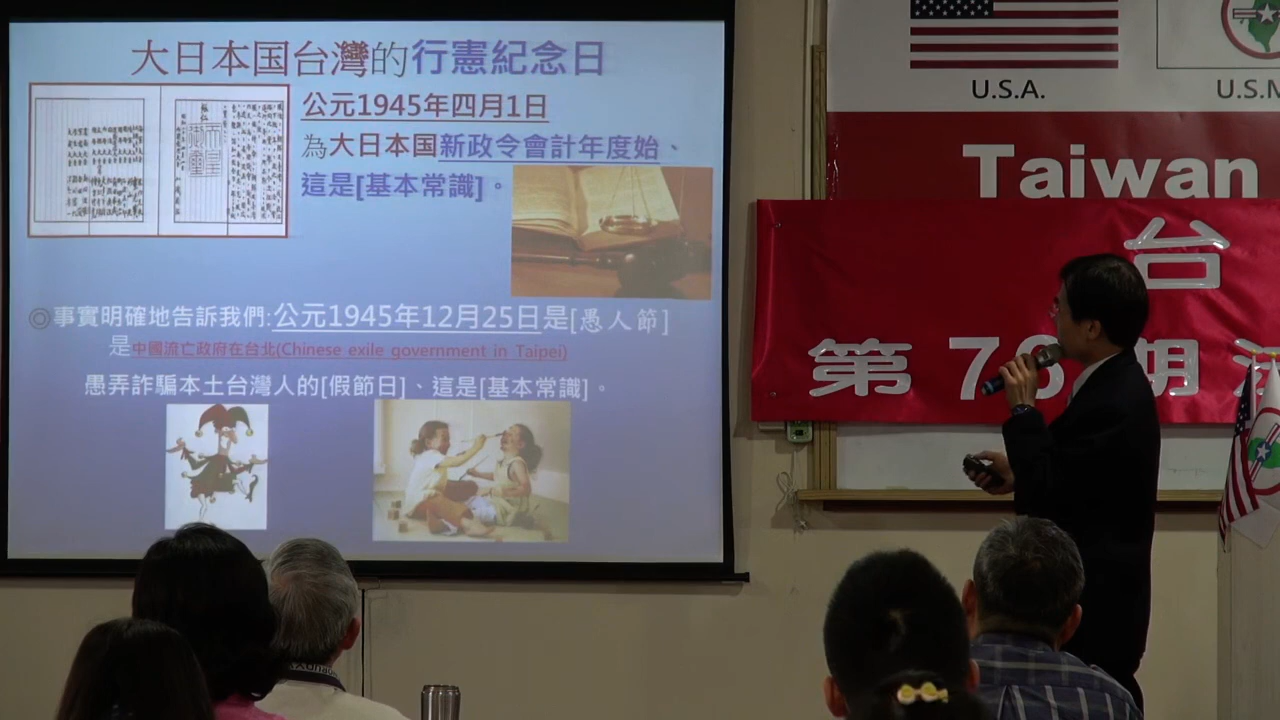 大日本国台灣的行憲紀念日
公元1945年四月1日
為大日本国新政令會計年度始、
這是[基本常識]。
◎事實明確地告訴我們:公元1945年12月25日是[愚人節]
是中國流亡政府在台北(Chinese exile government in Taipei)
愚弄詐騙本土台灣人的[假節日]、這是[基本常識]。
U.S.A.
U.S.M
Taiwan
台
第 76 期